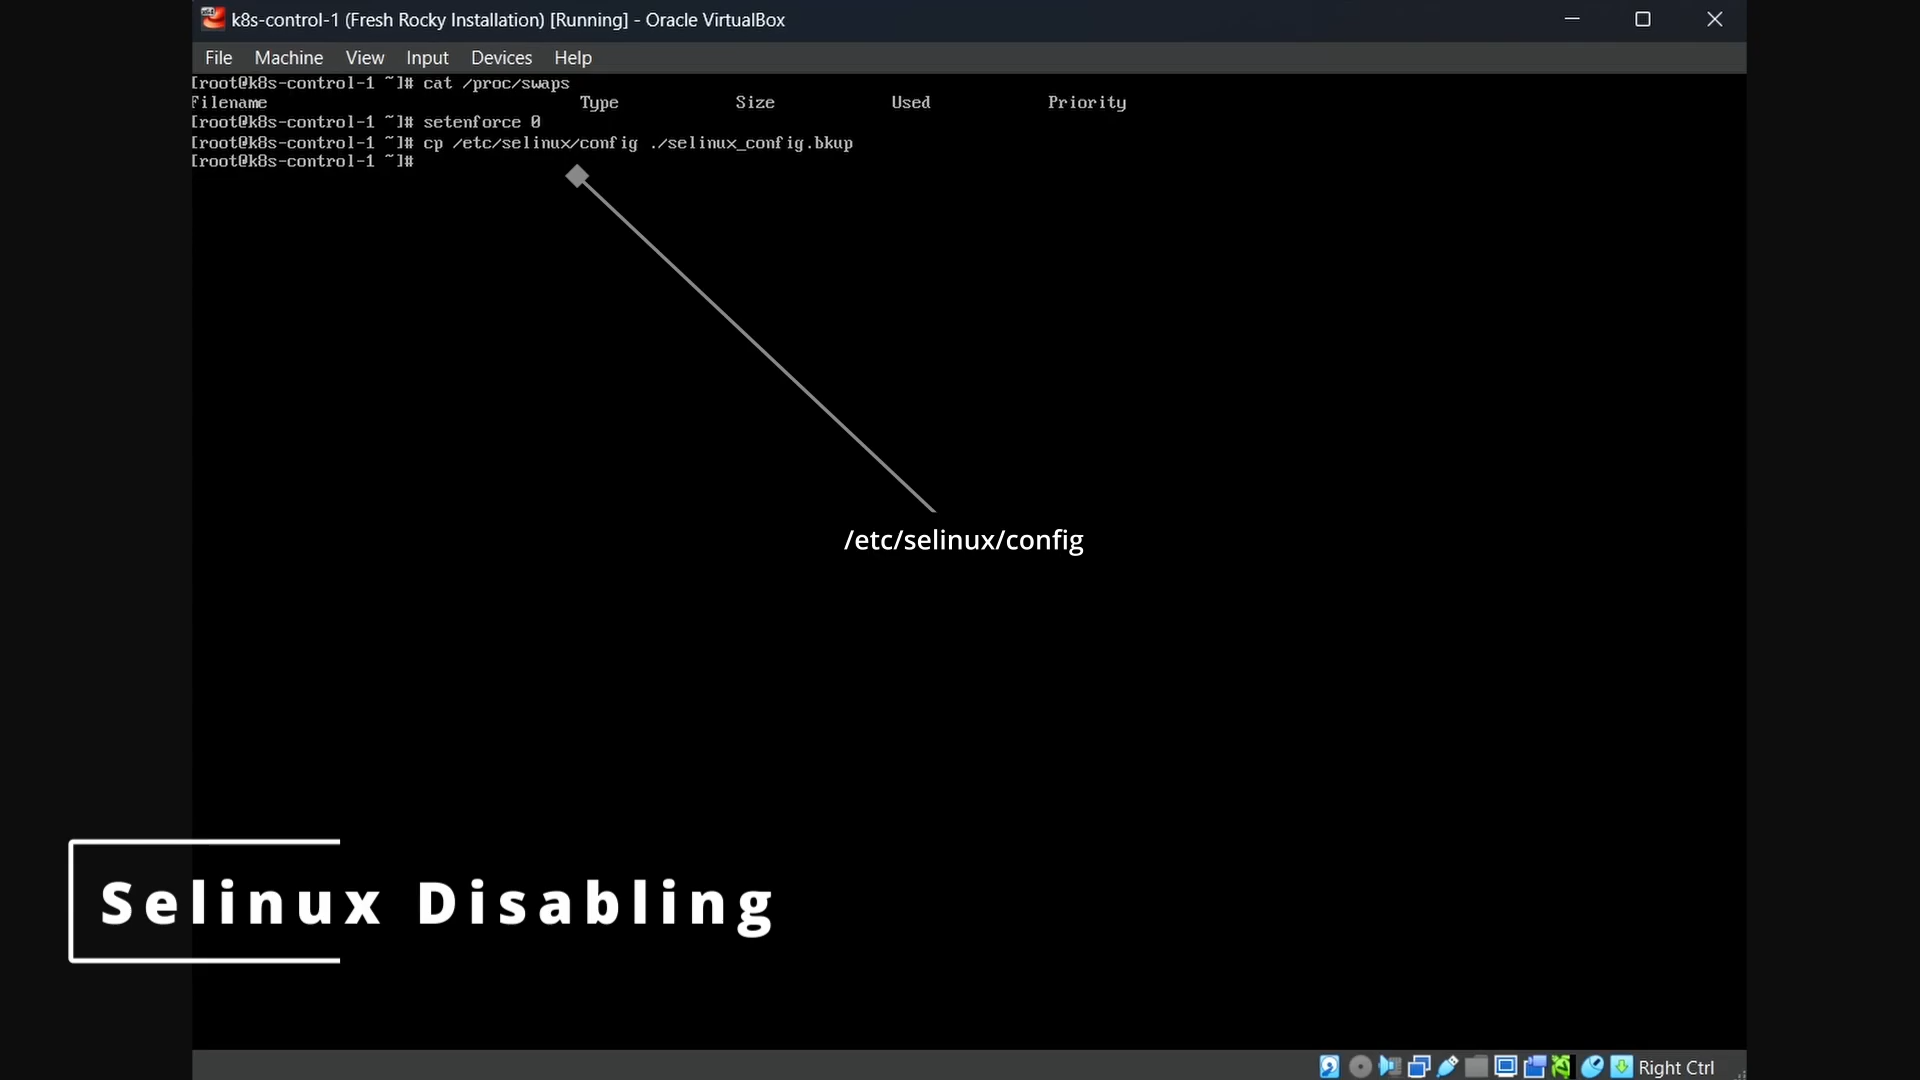 k8s-control-1 (Fresh Rocky Installation) [Running] - Oracle VirtualBox
File Machine View Input Devices Help
[root@k8s-control-1 ~]# cat /proc/swaps
Filename Type Size Used Priority
[root@k8s-control-1 ~]# setenforce 0
[root@k8s-control-1 ~]# cp /etc/selinux/config ./selinux_config.bkup
[root@k8s-control-1 ~]#
/etc/selinux/config
Selinux Disabling
Right Ctrl